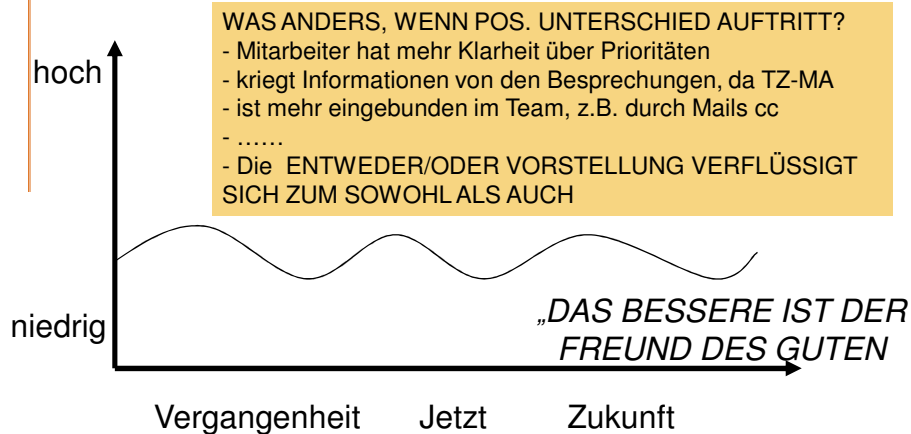 WAS ANDERS, WENN POS. UNTERSCHIED AUFTRITT?
- Mitarbeiter hat mehr Klarheit über Prioritäten
- kriegt Informationen von den Besprechungen, da TZ-MA
- ist mehr eingebunden im Team, z.B. durch Mails cc
- ......
- Die ENTWEDER/ODER VORSTELLUNG VERFLÜSSIGT
SICH ZUM SOWOHL ALS AUCH
hoch
niedrig
„DAS BESSERE IST DER
FREUND DES GUTEN
Vergangenheit Jetzt Zukunft